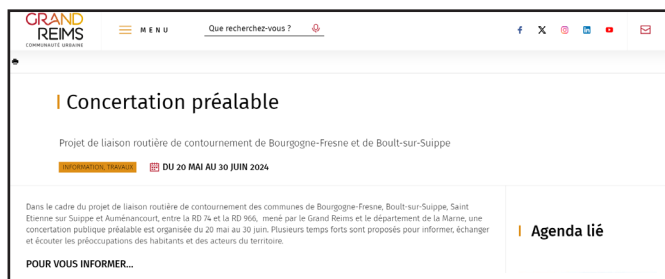 GRAND
REIMS
COMMUNAUTÉ URBAINE
MENU
Que recherchez-vous ?
Concertation préalable
Projet de liaison routière de contournement de Bourgogne-Fresne et de Boult-sur-Suippe
INFORMATION, TRAVAUX
DU 20 MAI AU 30 JUIN 2024
Dans le cadre du projet de liaison routière de contournement des communes de Bourgogne-Fresne, Boult-sur-Suippe, Saint
Etienne sur Suippe et Auménancourt, entre la RD 74 et la RD 966, mené par le Grand Reims et le département de la Marne, une
concertation publique préalable est organisée du 20 mai au 30 juin. Plusieurs temps forts sont proposés pour informer, échanger
et écouter les préoccupations des habitants et des acteurs du territoire.
POUR VOUS INFORMER...
Agenda lié